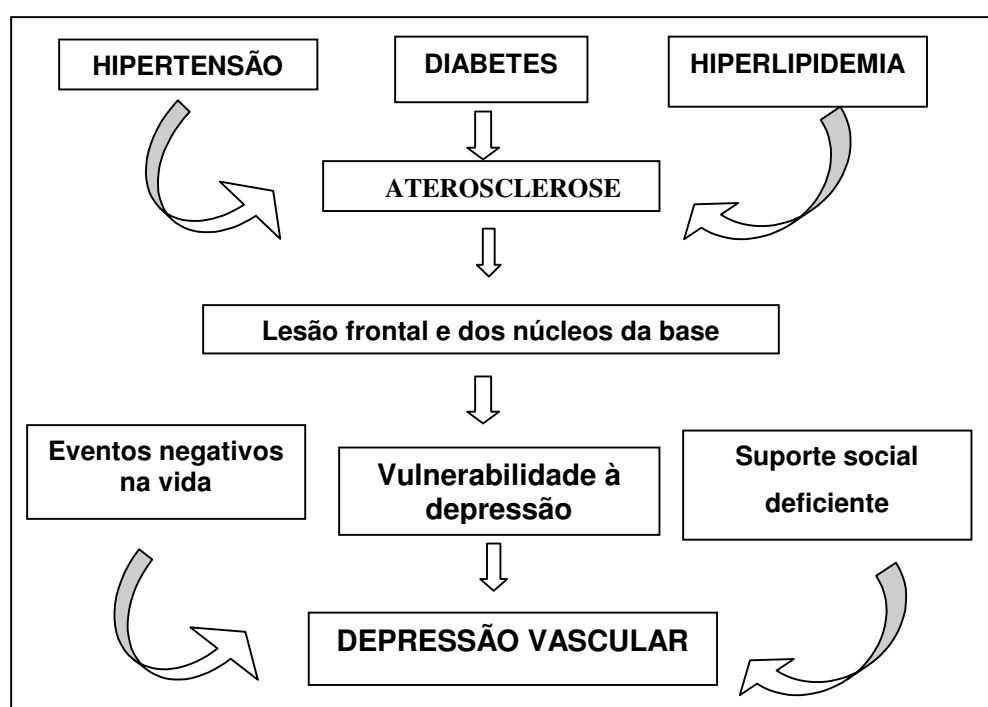 HIPERTENSÃO
DIABETES
HIPERLIPIDEMIA
ATEROSCLEROSE
Lesão frontal e dos núcleos da base
Eventos negativos
na vida
Vulnerabilidade à
depressão
Suporte social
deficiente
DEPRESSÃO VASCULAR